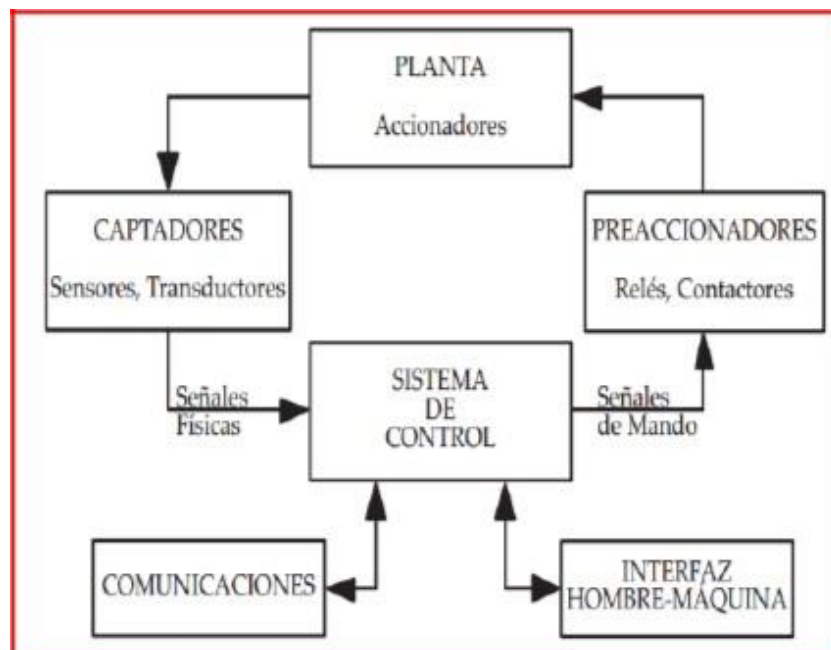 PLANTA
Accionadores
CAPTADORES
Sensores, Transductores
PREACCIONADORES
Relés, Contactores
Señales
Físicas
SISTEMA
DE
CONTROL
Señales
de Mando
COMUNICACIONES
INTERFAZ
HOMBRE-MÁQUINA